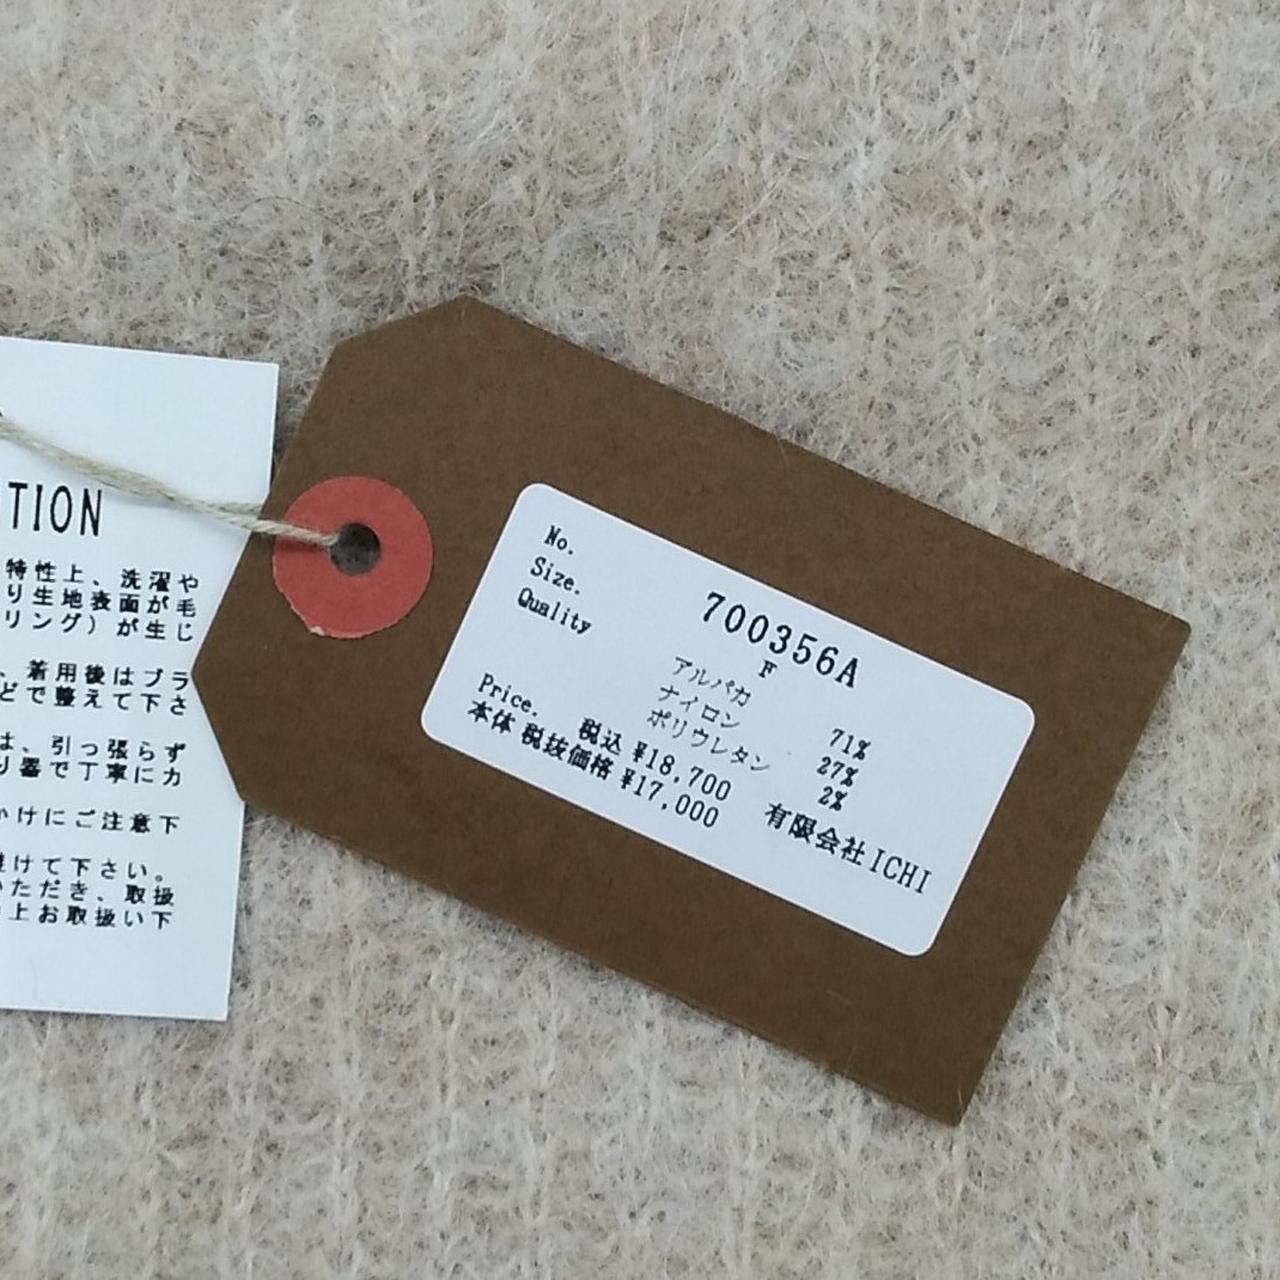 TION
特性上、洗濯や
り生地表面が毛
リング）が生じ
、着用後はブラ
どで整えて下さ
は、引っ張らず
り器で丁寧にカ
かけにご注意下
避けて下さい。
いただき、取扱
上お取扱い下
No. 700356A
Size. F
Quality アルパカ 71%
ナイロン 27%
ポリウレタン 2%
Price. 税込 ¥18,700
本体 税抜価格 ¥17,000
有限会社ICHI